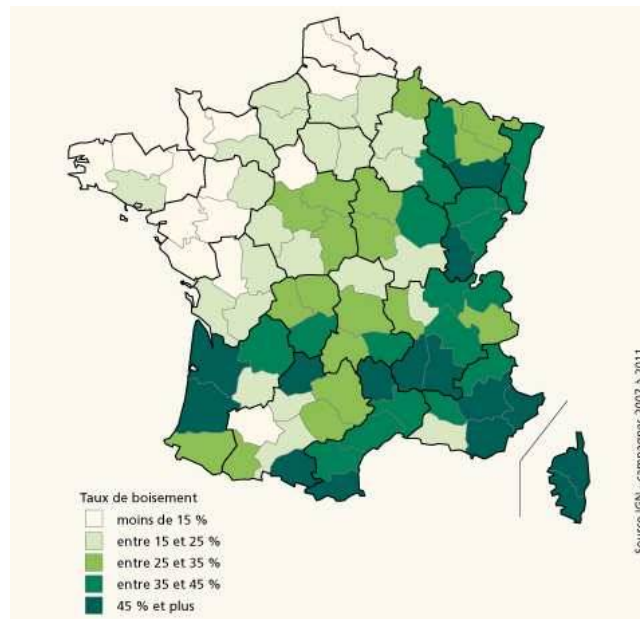 Taux de boisement
moins de 15 %
entre 15 et 25 %
entre 25 et 35 %
entre 35 et 45 %
45 % et plus
Source IGN - campagnes 2007 à 2011